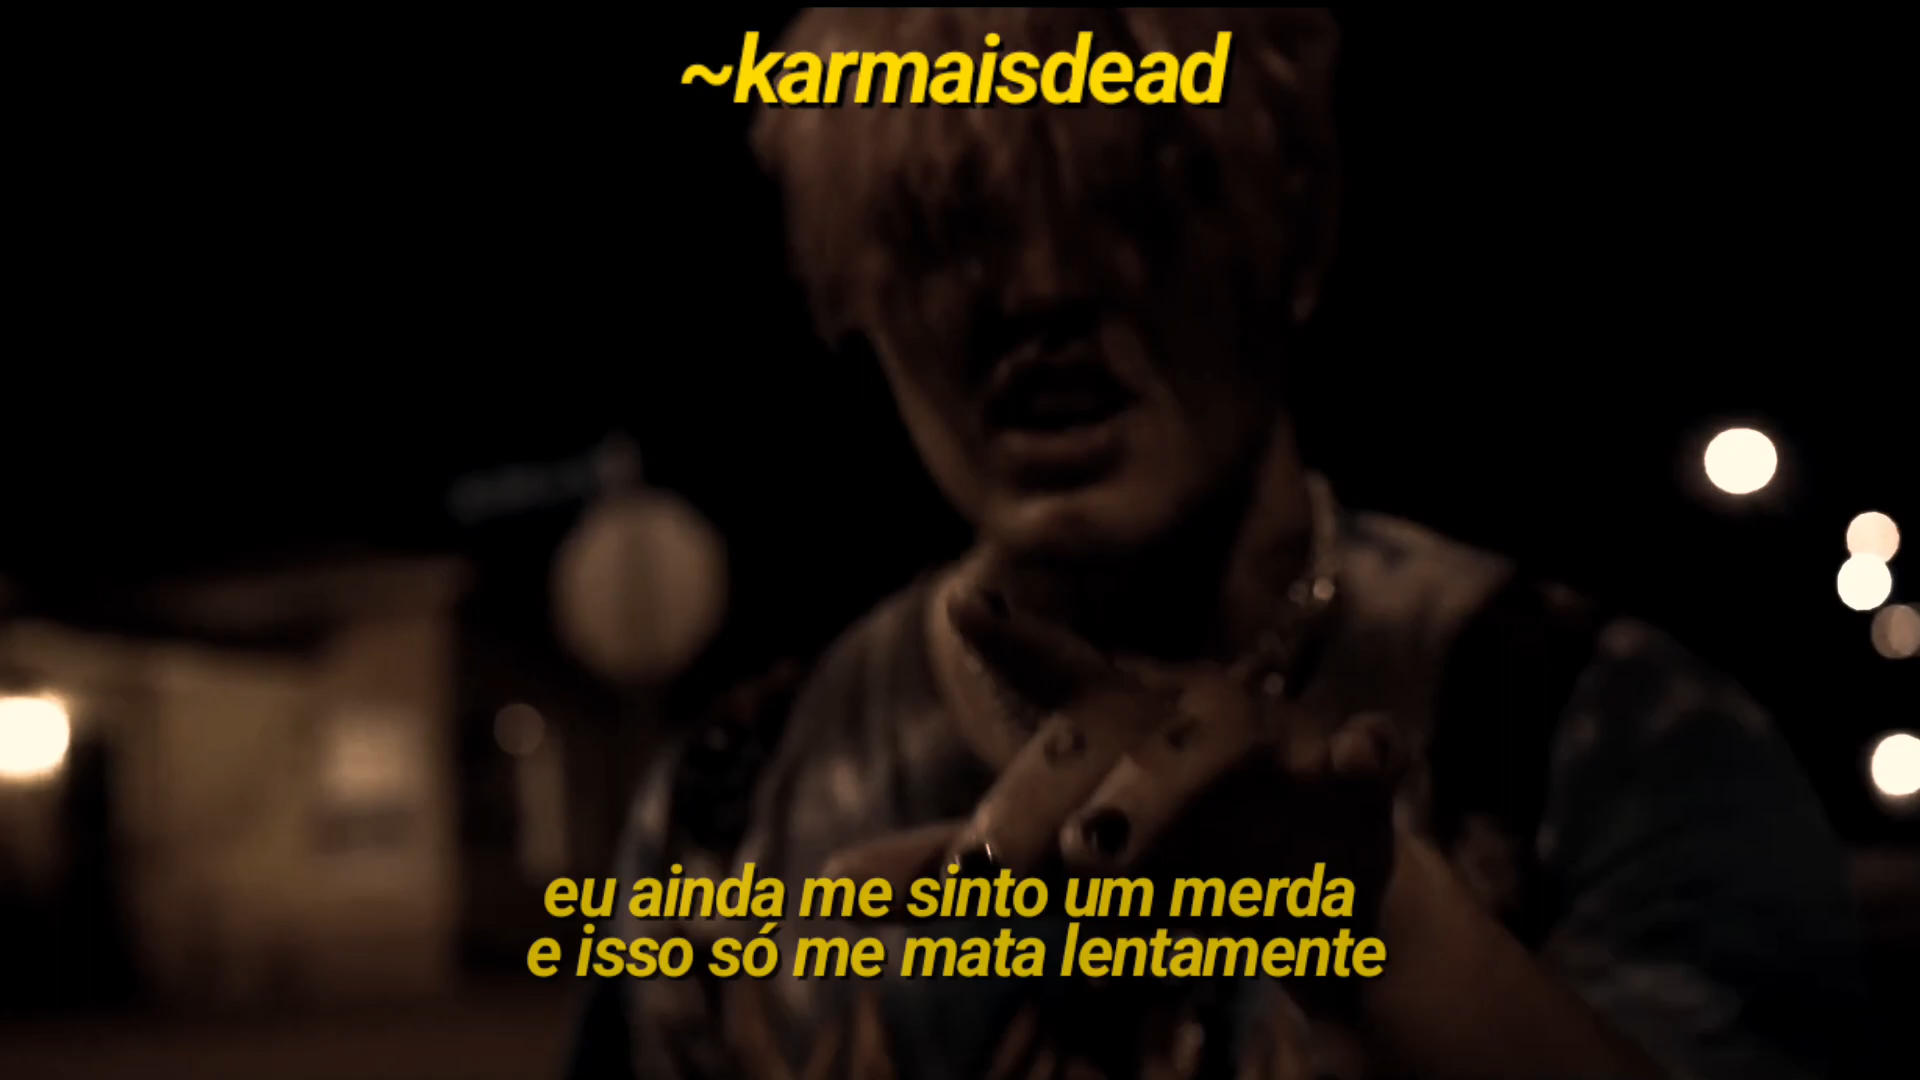 ~karmaisdead
eu ainda me sinto um merda
e isso só me mata lentamente